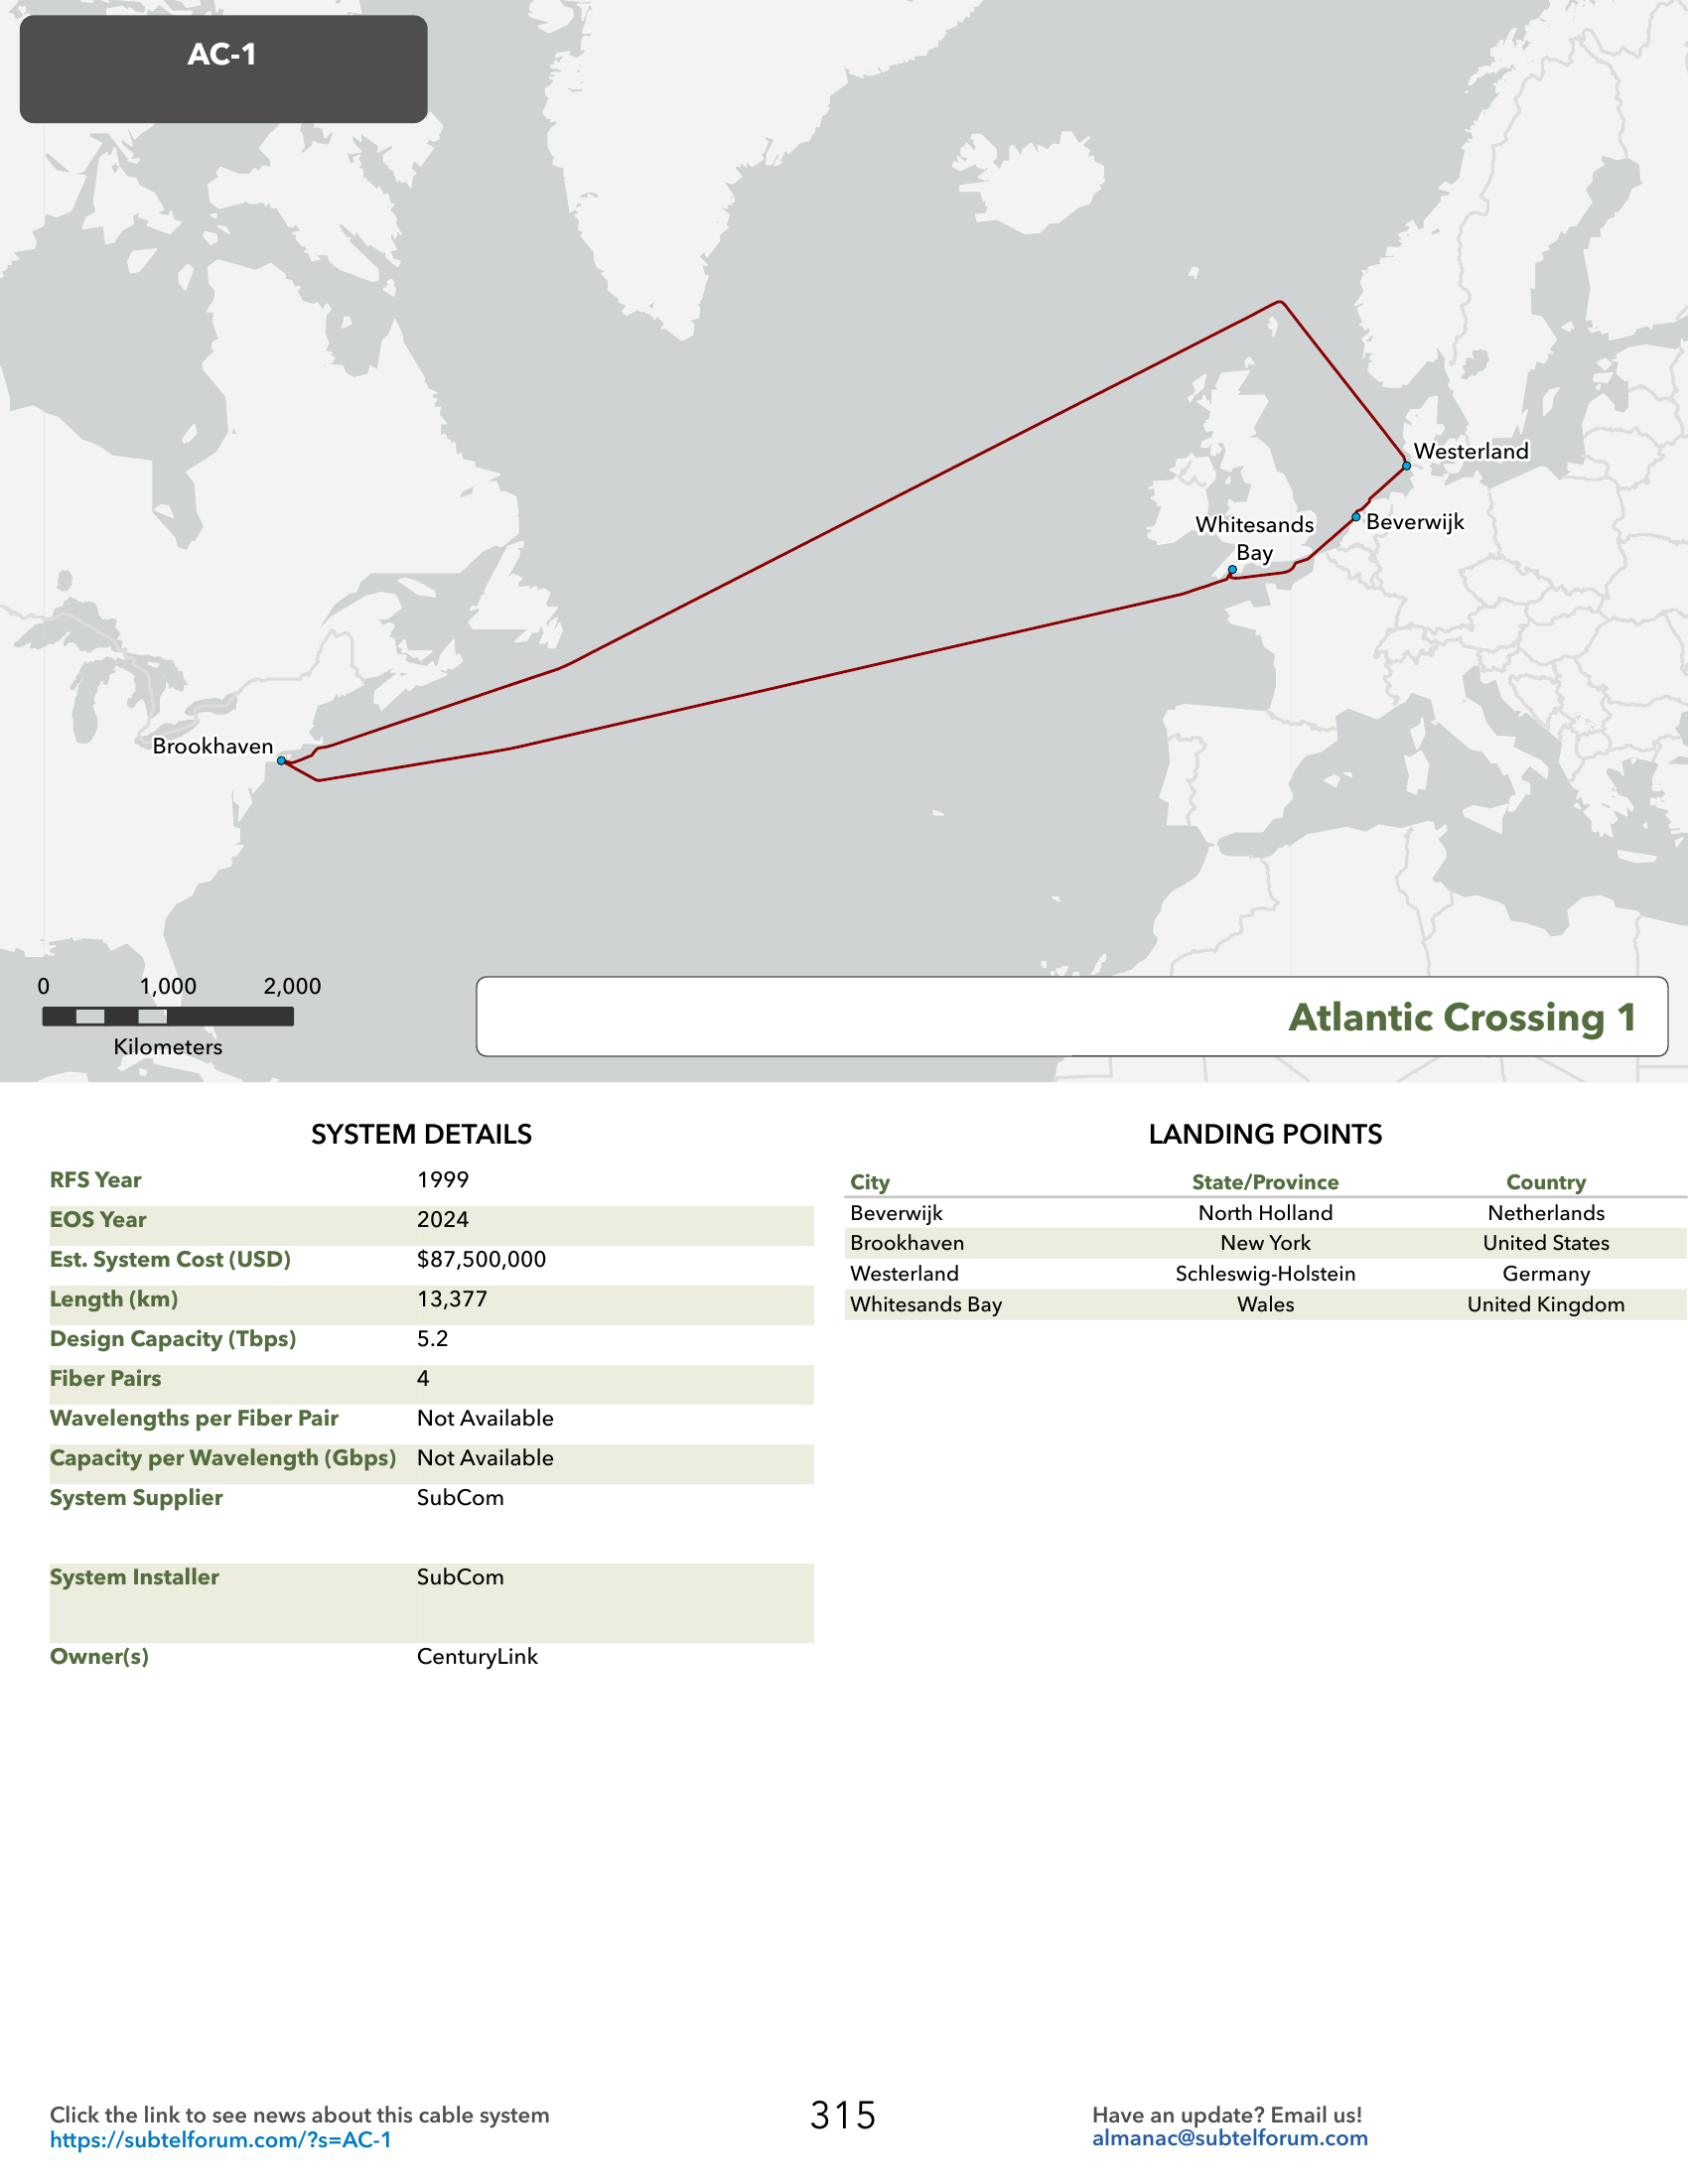 AC-1
Westerland
Beverwijk
Whitesands
Bay
Brookhaven
0 1,000 2,000
Kilometers
Atlantic Crossing 1
SYSTEM DETAILS
RFS Year 1999
EOS Year 2024
Est. System Cost (USD) $87,500,000
Length (km) 13,377
Design Capacity (Tbps) 5.2
Fiber Pairs 4
Wavelengths per Fiber Pair Not Available
Capacity per Wavelength (Gbps) Not Available
System Supplier SubCom
System Installer SubCom
Owner(s) CenturyLink
LANDING POINTS
City State/Province Country
Beverwijk North Holland Netherlands
Brookhaven New York United States
Westerland Schleswig-Holstein Germany
Whitesands Bay Wales United Kingdom
Click the link to see news about this cable system
https://subtelforum.com/?s=AC-1
315
Have an update? Email us!
almanac@subtelforum.com